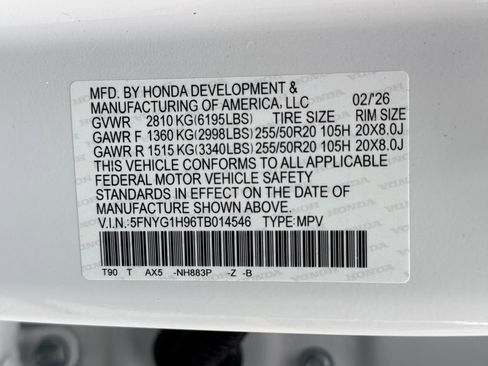 MFD. BY HONDA DEVELOPMENT &
MANUFACTURING OF AMERICA, LLC 02/'26
GVWR 2810 KG(6195LBS) TIRE SIZE RIM SIZE
GAWR F 1360 KG(2998LBS) 255/50R20 105H 20X8.0J
GAWR R 1515 KG(3340LBS) 255/50R20 105H 20X8.0J
THIS VEHICLE CONFORMS TO ALL APPLICABLE
FEDERAL MOTOR VEHICLE SAFETY
STANDARDS IN EFFECT ON THE DATE OF
MANUFACTURE SHOWN ABOVE.
V.I.N.:5FNYG1H96TB014546 TYPE:MPV
T90 T AX5 -NH883P -Z -B